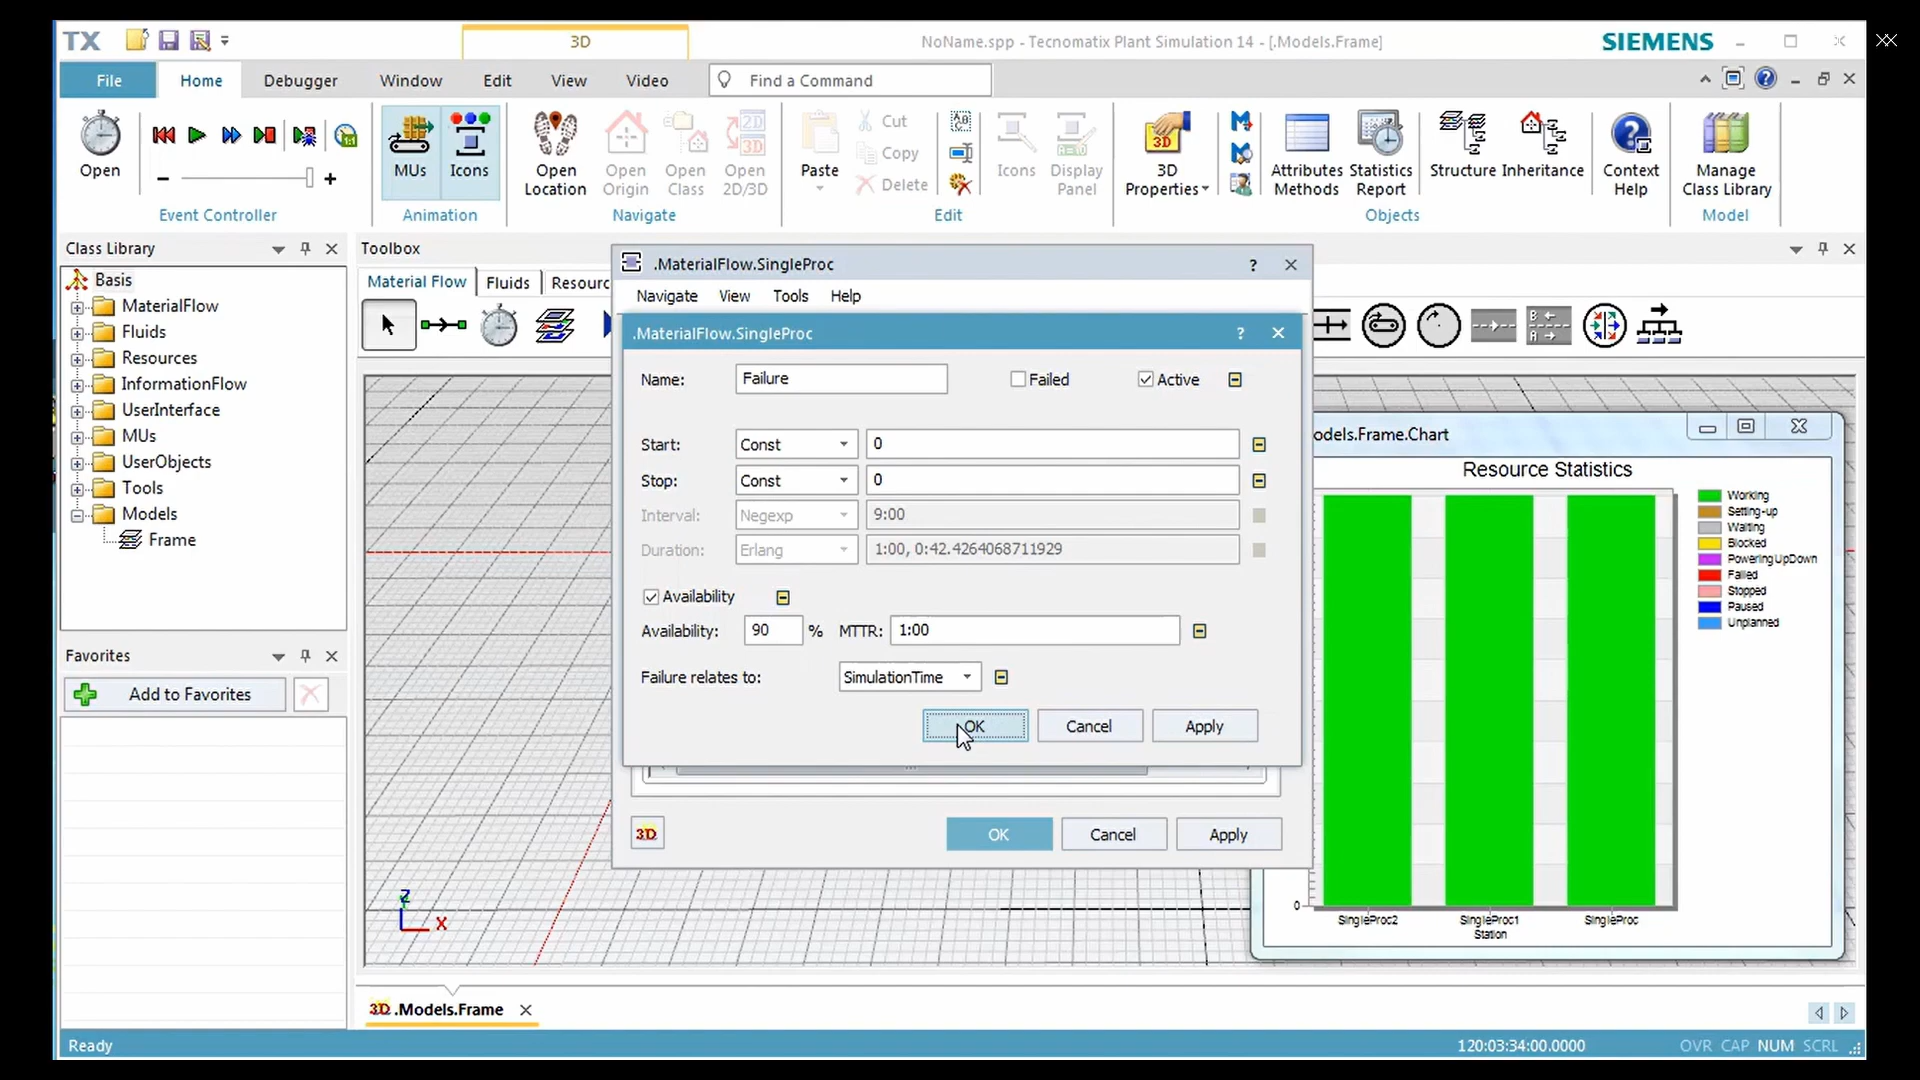 TX
3D
NoName.spp - Tecnomatix Plant Simulation 14 - [.Models.Frame]
SIEMENS
File
Home
Debugger
Window
Edit
View
Video
Find a Command
Open
MUs
Icons
Open Location
Open Origin
Open Class
Open 2D/3D
Paste
Cut
Copy
Delete
Icons
Display Panel
3D Properties
Attributes Methods
Statistics Report
Structure
Inheritance
Context Help
Manage Class Library
Event Controller
Animation
Navigate
Edit
Objects
Model
Class Library
Basis
MaterialFlow
Fluids
Resources
InformationFlow
UserInterface
MUs
UserObjects
Tools
Models
Frame
Favorites
Add to Favorites
Toolbox
Material Flow
Fluids
Resourc
.MaterialFlow.SingleProc
Navigate
View
Tools
Help
.MaterialFlow.SingleProc
Name:
Failure
Failed
Active
Start:
Const
0
Stop:
Const
0
Interval:
Negexp
9:00
Duration:
Erlang
1:00, 0:42.4264068711929
Availability
Availability:
90
%
MTTR:
1:00
Failure relates to:
SimulationTime
OK
Cancel
Apply
3D
OK
Cancel
Apply
odels.Frame.Chart
Resource Statistics
Working
Setting-up
Waiting
Blocked
PoweringUpDown
Failed
Stopped
Paused
Unplanned
0
SingleProc2
SingleProc1
SingleProc
Station
Z
X
3D .Models.Frame
Ready
120:03:34:00.0000
OVR
CAP
NUM
SCRL